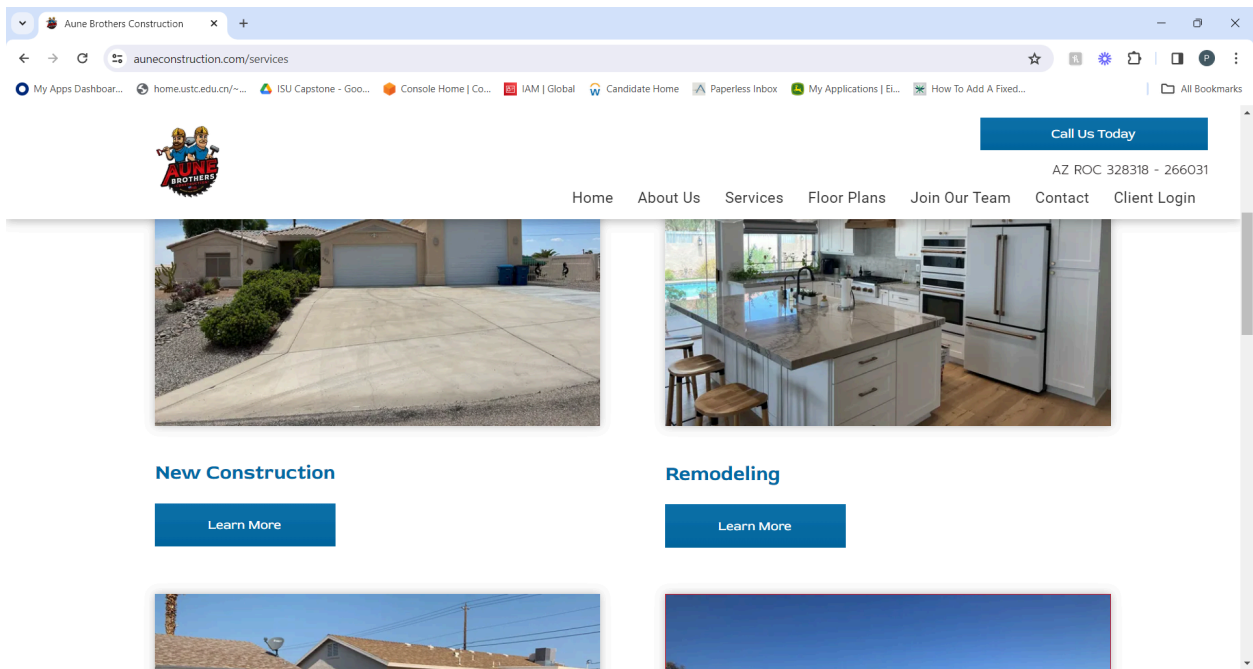 Aune Brothers Construction
auneconstruction.com/services
P
My Apps Dashboar...
home.ustc.edu.cn/~...
ISU Capstone - Goo...
Console Home | Co...
IAM | Global
Candidate Home
Paperless Inbox
My Applications | Ei...
How To Add A Fixed...
All Bookmarks
AUNE
BROTHERS
Call Us Today
AZ ROC 328318 - 266031
Home About Us Services Floor Plans Join Our Team Contact Client Login
New Construction
Learn More
Remodeling
Learn More